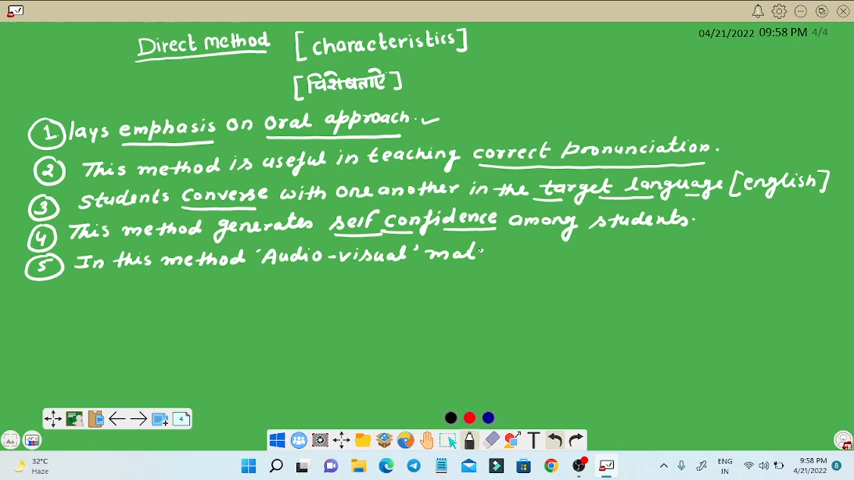 04/21/2022 09:58 PM 4/4
Direct method [characteristics]
[विशेषताऐ]
1 lays emphasis on oral approach.
2 This method is useful in teaching correct pronunciation.
3 Students converse with one another in the target language [english]
4 This method generates self confidence among students.
5 In this method 'Audio-visual' mat
4
T
32°C
Haze
ENG
IN
9:58 PM
4/21/2022
8